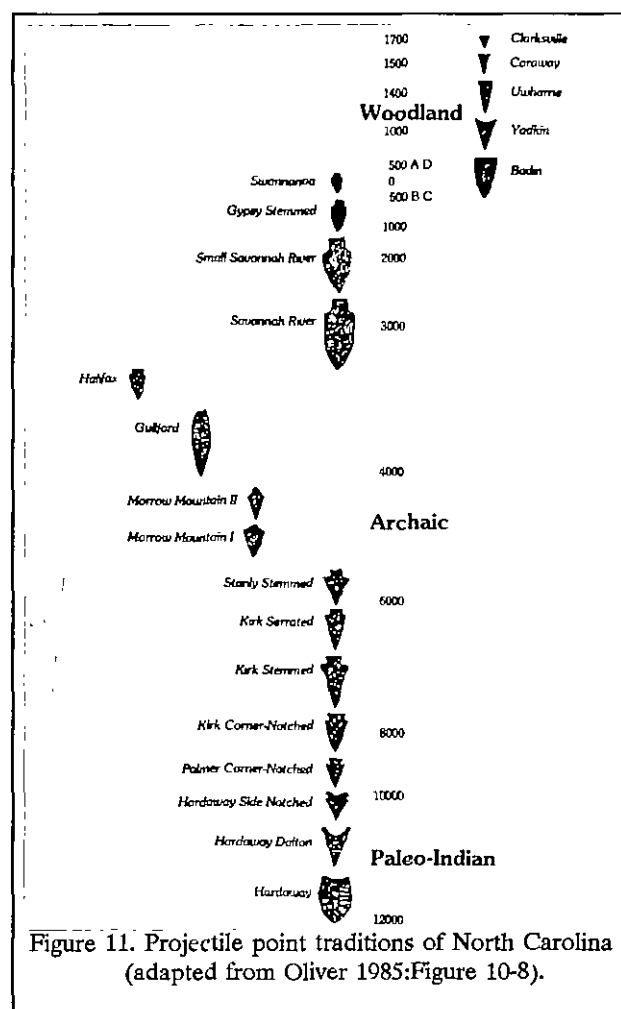 1700 Clarksville
1500 Caraway
1400 Uwharrie
Woodland
1000 Yadkin
500 A D Badin
Swannanoa 0
500 B C
Gypsy Stemmed
1000
Small Savannah River 2000
Savannah River 3000
Halifax
Guilford
4000
Morrow Mountain II
Archaic
Morrow Mountain I
Stanly Stemmed
6000
Kirk Serrated
Kirk Stemmed
Kirk Corner-Notched 8000
Palmer Corner-Notched
10000
Hardaway Side Notched
Hardaway Dalton
Paleo-Indian
Hardaway
12000
Figure 11. Projectile point traditions of North Carolina
(adapted from Oliver 1985:Figure 10-8).